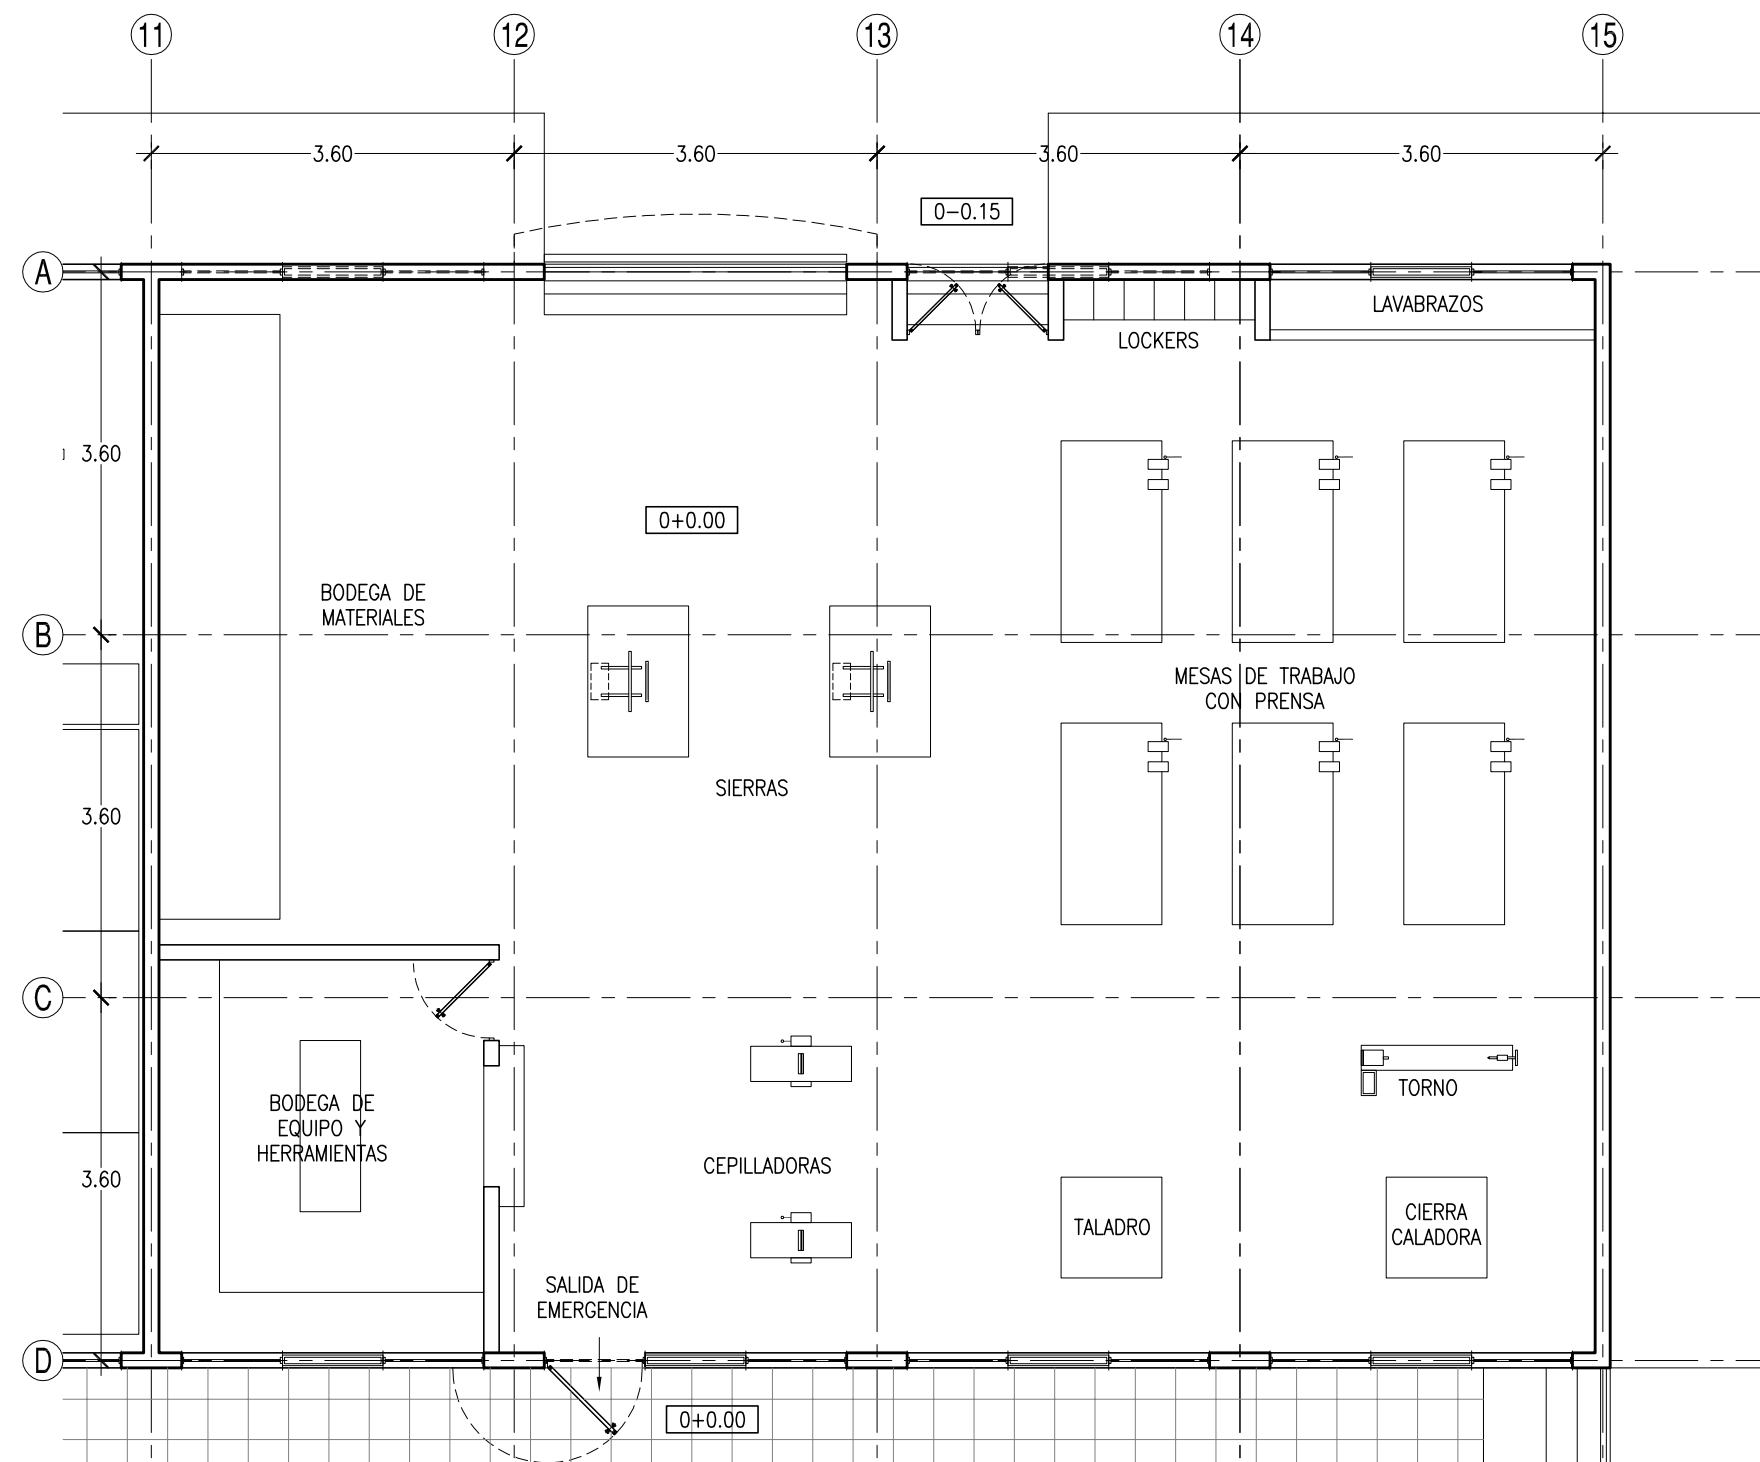 11
12
13
14
15
3.60
3.60
3.60
3.60
0-0.15
A
LAVABRAZOS
LOCKERS
3.60
0+0.00
BODEGA DE
MATERIALES
B
MESAS DE TRABAJO
CON PRENSA
SIERRAS
3.60
C
TORNO
BODEGA DE
EQUIPO Y
HERRAMIENTAS
CEPILLADORAS
3.60
TALADRO
CIERRA
CALADORA
SALIDA DE
EMERGENCIA
D
0+0.00